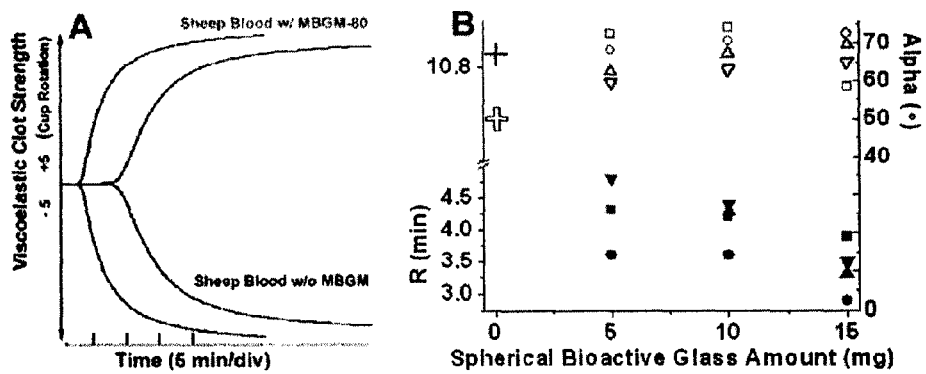 A
Sheep Blood w/ MBGM-80
Viscoelastic Clot Strength
(Cup Rotation)
- 5 +5
Sheep Blood w/o MBGM
Time (5 min/div)
B
10.8
4.5
4.0
3.5
3.0
R (min)
70
60
50
40
0
Alpha (°)
0 5 10 15
Spherical Bioactive Glass Amount (mg)